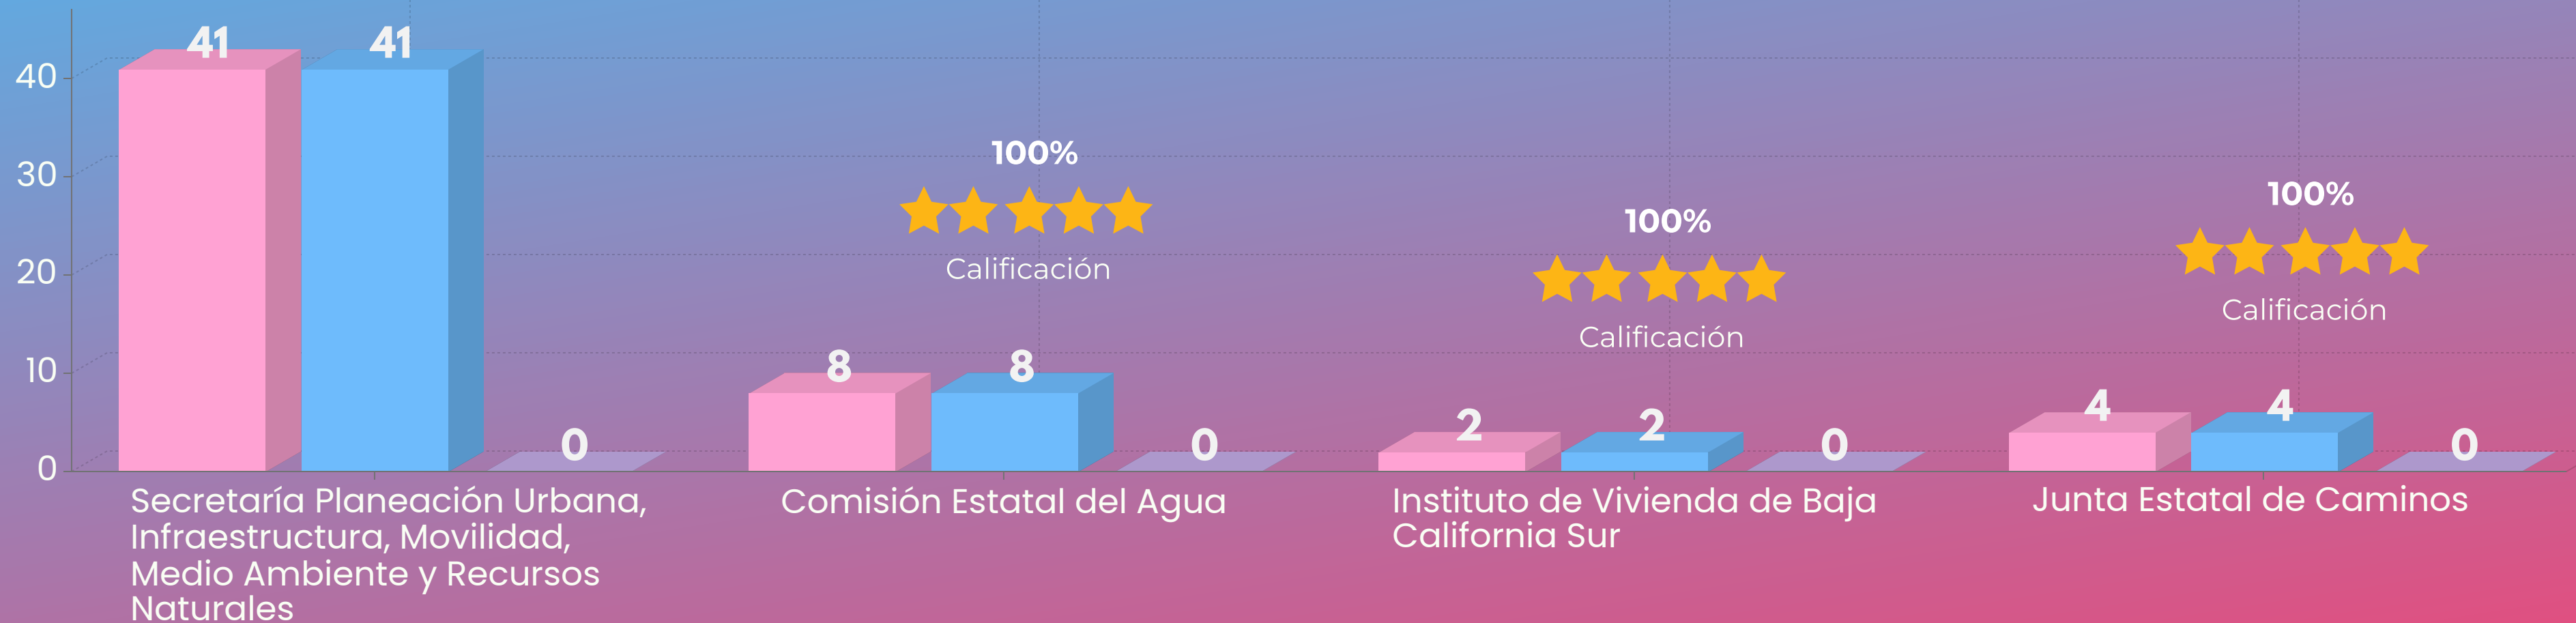 41
41
40
30
20
10
0
0
100%
Calificación
8
8
0
100%
Calificación
2
2
0
100%
Calificación
4
4
0
Secretaría Planeación Urbana,
Infraestructura, Movilidad,
Medio Ambiente y Recursos
Naturales
Comisión Estatal del Agua
Instituto de Vivienda de Baja
California Sur
Junta Estatal de Caminos